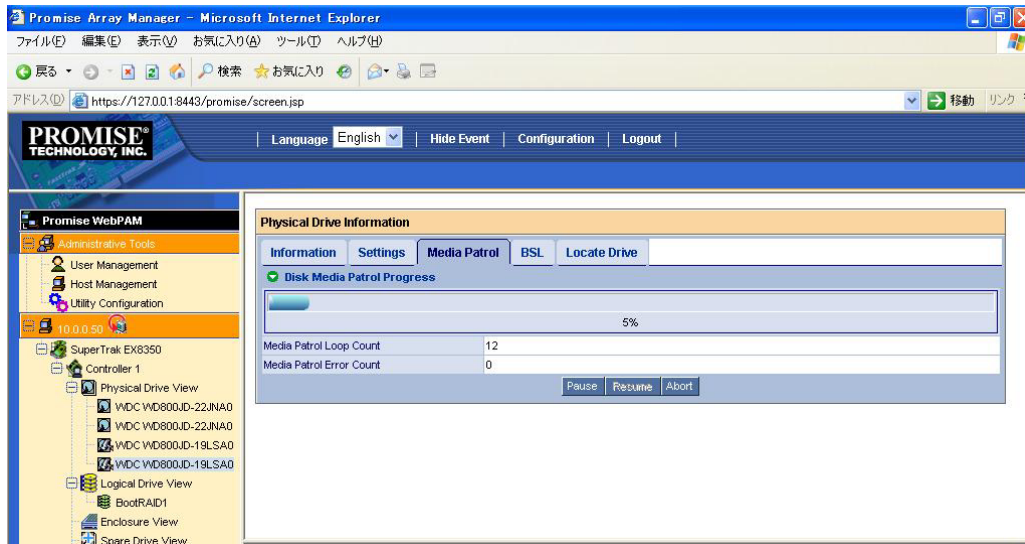 Promise Array Manager - Microsoft Internet Explorer
ファイル(F) 編集(E) 表示(V) お気に入り(A) ツール(T) ヘルプ(H)
戻る 検索 お気に入り
アドレス(D) https://127.0.0.1:8443/promise/screen.jsp 移動 リンク
PROMISE®
TECHNOLOGY, INC.
| Language English | Hide Event | Configuration | Logout |
Promise WebPAM
Administrative Tools
User Management
Host Management
Utility Configuration
10.0.0.50
SuperTrak EX8350
Controller 1
Physical Drive View
WDC WD800JD-22JNA0
WDC WD800JD-22JNA0
WDC WD800JD-19LSA0
WDC WD800JD-19LSA0
Logical Drive View
BootRAID1
Enclosure View
Spare Drive View
Physical Drive Information
Information Settings Media Patrol BSL Locate Drive
Disk Media Patrol Progress
5%
Media Patrol Loop Count 12
Media Patrol Error Count 0
Pause Resume Abort